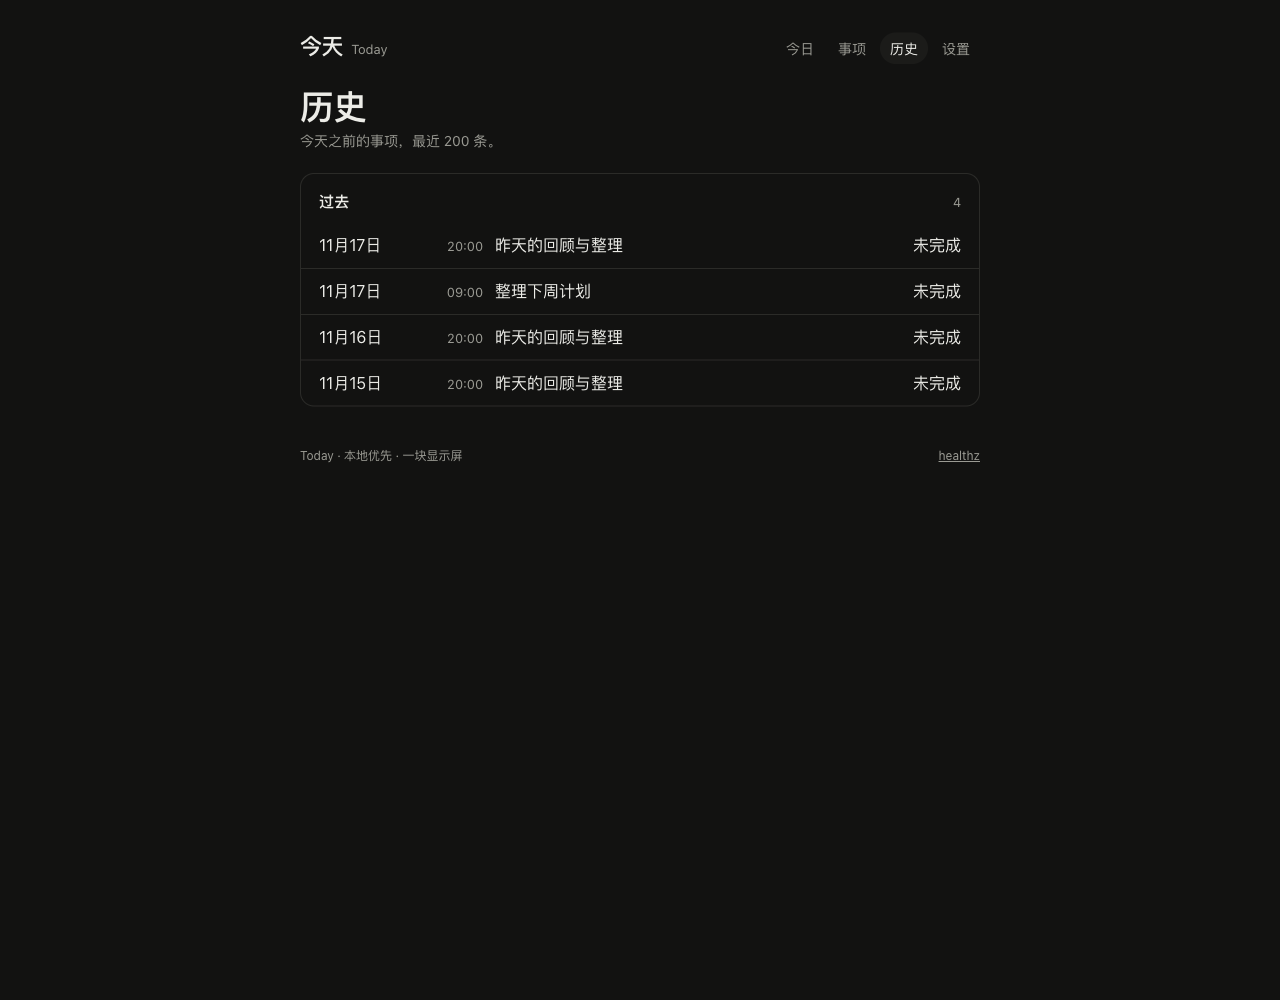 今天 Today 今日 事项 历史 设置
历史
今天之前的事项，最近 200 条。
过去 4
11月17日 20:00 昨天的回顾与整理 未完成
11月17日 09:00 整理下周计划 未完成
11月16日 20:00 昨天的回顾与整理 未完成
11月15日 20:00 昨天的回顾与整理 未完成
Today · 本地优先 · 一块显示屏 healthz